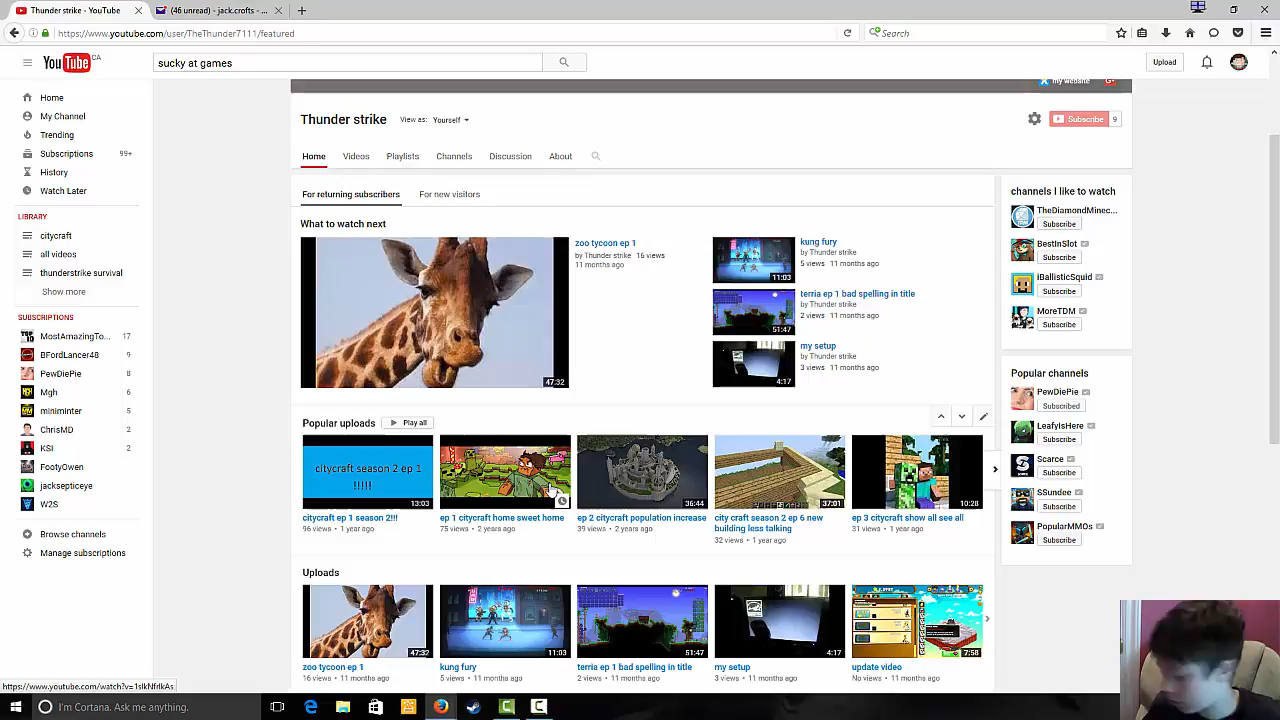 Thunder strike - YouTube
(46 unread) - jack.crofts - ...
https://www.youtube.com/user/TheThunder7111/featured
Search
YouTube CA
sucky at games
Upload
my website
Thunder strike
View as: Yourself
Subscribe 9
Home
Videos
Playlists
Channels
Discussion
About
Home
My Channel
Trending
Subscriptions 99+
History
Watch Later
LIBRARY
citycraft
all videos
thunderstrike survival
Show more
SUBSCRIPTIONS
MostAmazingTo... 17
BFordLancer48 9
PewDiePie 8
Mgh 6
miniminter 5
ChrisMD 2
KSI 2
FootyOwen
jacksepticeye
W2S
Browse channels
Manage subscriptions
For returning subscribers
For new visitors
What to watch next
47:32
zoo tycoon ep 1
by Thunder strike 16 views
11 months ago
11:03
kung fury
by Thunder strike
5 views 11 months ago
51:47
terria ep 1 bad spelling in title
by Thunder strike
2 views 11 months ago
4:17
my setup
by Thunder strike
3 views 11 months ago
Popular uploads
Play all
citycraft season 2 ep 1
!!!!!
13:03
citycraft ep 1 season 2!!!
96 views • 1 year ago
ep 1 citycraft home sweet home
75 views • 2 years ago
36:44
ep 2 citycraft population increase
39 views • 2 years ago
37:01
city craft season 2 ep 6 new
building less talking
32 views • 1 year ago
10:28
ep 3 citycraft show all see all
31 views • 1 year ago
Uploads
47:32
zoo tycoon ep 1
16 views • 11 months ago
11:03
kung fury
5 views • 11 months ago
51:47
terria ep 1 bad spelling in title
2 views • 11 months ago
4:17
my setup
3 views • 11 months ago
7:58
update video
No views • 11 months ago
channels I like to watch
TheDiamondMinec...
Subscribe
BestInSlot
Subscribe
iBallisticSquid
Subscribe
MoreTDM
Subscribe
Popular channels
PewDiePie
Subscribed
LeafyIsHere
Subscribe
Scarce
Subscribe
SSundee
Subscribe
PopularMMOs
Subscribe
I'm Cortana. Ask me anything.